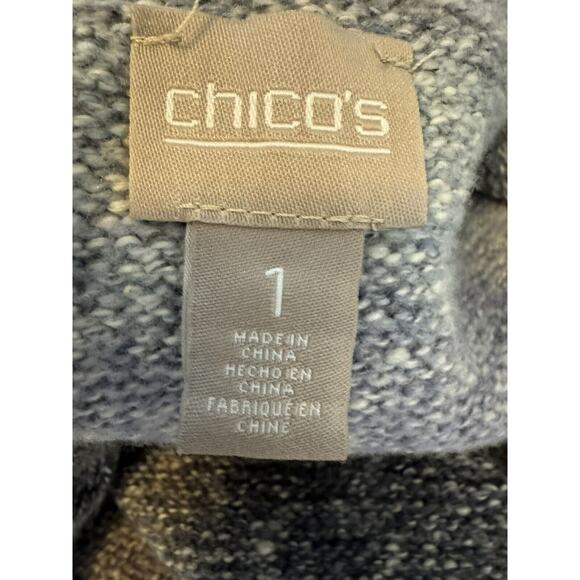 chico's
1
MADE IN
CHINA
HECHO EN
CHINA
FABRIQUÉ EN
CHINE